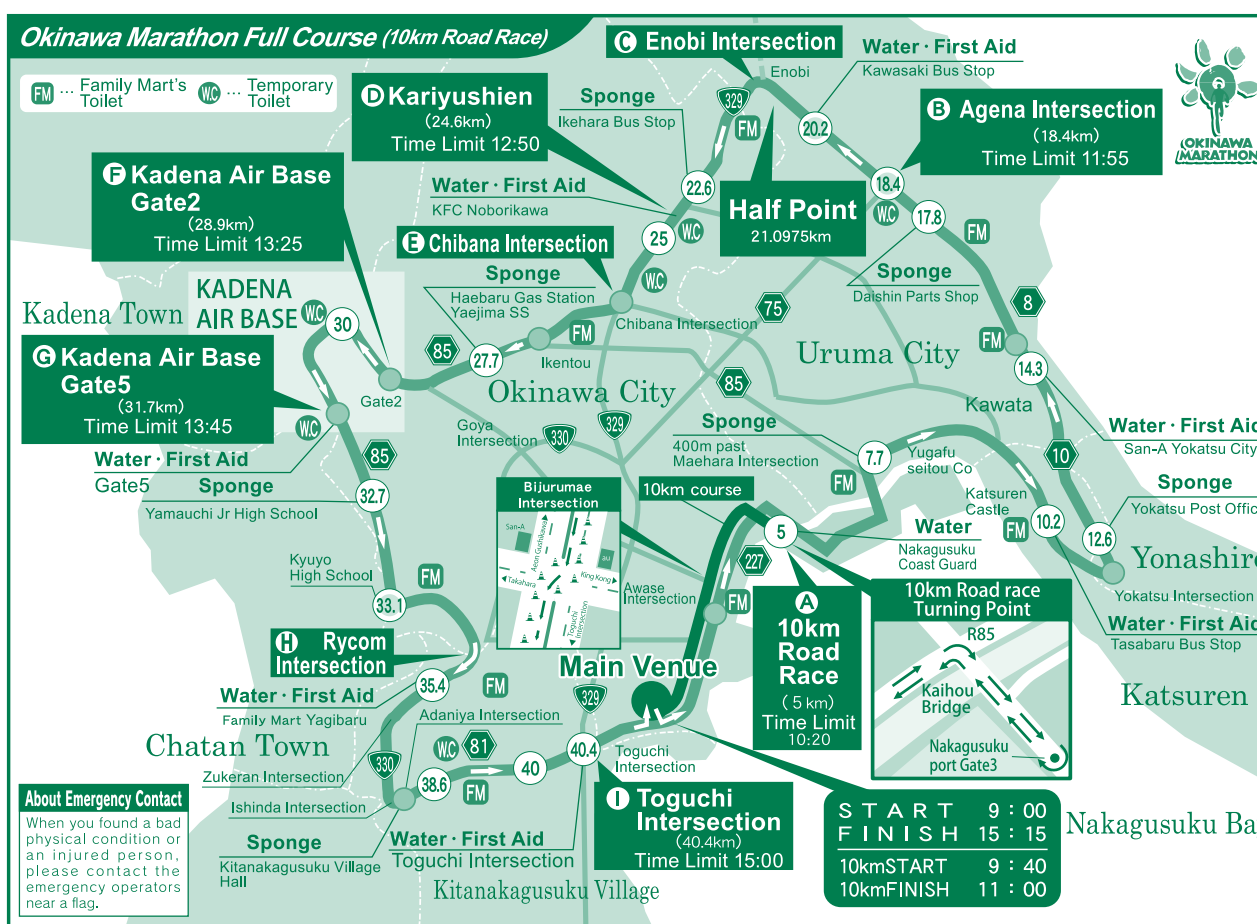 Okinawa Marathon Full Course (10km Road Race)
FM ... Family Mart's
Toilet
W.C ... Temporary
Toilet
C Enobi Intersection
Enobi
Water · First Aid
Kawasaki Bus Stop
OKINAWA
MARATHON
D Kariyushien
(24.6km)
Time Limit 12:50
Sponge
Ikehara Bus Stop
329
FM
20.2
B Agena Intersection
(18.4km)
Time Limit 11:55
F Kadena Air Base
Gate2
(28.9km)
Time Limit 13:25
Water · First Aid
KFC Noborikawa
22.6
W.C
25
Half Point
21.0975km
18.4
W.C
17.8
FM
E Chibana Intersection
Sponge
Haebaru Gas Station
Yaejima SS
W.C
Chibana Intersection
Sponge
Daishin Parts Shop
75
8
Kadena Town
KADENA
AIR BASE
W.C
30
FM
Ikentou
27.7
85
Uruma City
FM
14.3
G Kadena Air Base
Gate5
(31.7km)
Time Limit 13:45
Gate2
Okinawa City
85
Kawata
W.C
Water · First Aid
Gate5
85
Goya
Intersection
330
329
Sponge
400m past
Maehara Intersection
7.7
Yugafu
seitou Co
10
Water · First Aid
San-A Yokatsu City
Sponge
Yamauchi Jr High School
32.7
Bijurumae
Intersection
San-A
Aeon Gushikawa
au
Takahara
King Kong
Toguchi
Intersection
10km course
FM
Katsuren
Castle
FM
10.2
Sponge
Yokatsu Post Offic
12.6
5
Water
Nakagusuku
Coast Guard
Yonashiro
Kyuyo
High School
33.1
FM
227
Awase
Intersection
FM
A
10km
Road
Race
(5 km)
Time Limit
10:20
10km Road race
Turning Point
R85
Kaihou
Bridge
Nakagusuku
port Gate3
Yokatsu Intersection
Water · First Aid
Tasabaru Bus Stop
H Rycom
Intersection
Main Venue
Katsuren
Water · First Aid
Family Mart Yagibaru
35.4
FM
329
Adaniya Intersection
Chatan Town
W.C
81
Zukeran Intersection
330
38.6
FM
40
40.4
Toguchi
Intersection
Ishinda Intersection
About Emergency Contact
When you found a bad
physical condition or
an injured person,
please contact the
emergency operators
near a flag.
Sponge
Kitanakagusuku Village
Hall
Water · First Aid
Toguchi Intersection
I Toguchi
Intersection
(40.4km)
Time Limit 15:00
START 9:00
FINISH 15:15
10kmSTART 9:40
10kmFINISH 11:00
Nakagusuku Ba
Kitanakagusuku Village